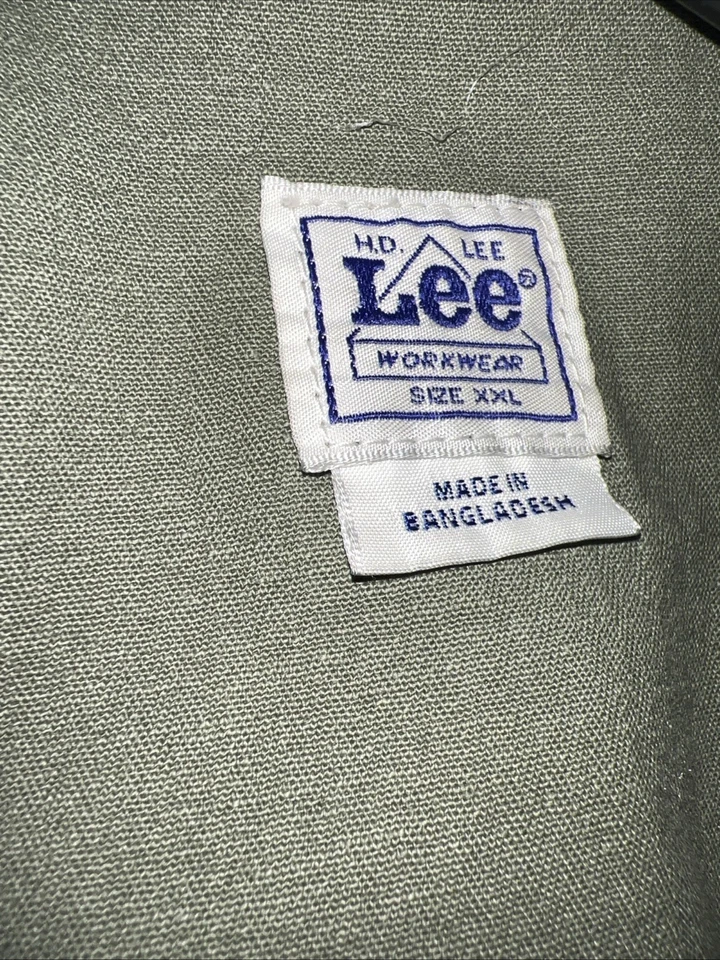 H.D. LEE
Lee®
WORKWEAR
SIZE XXL
MADE IN
BANGLADESH